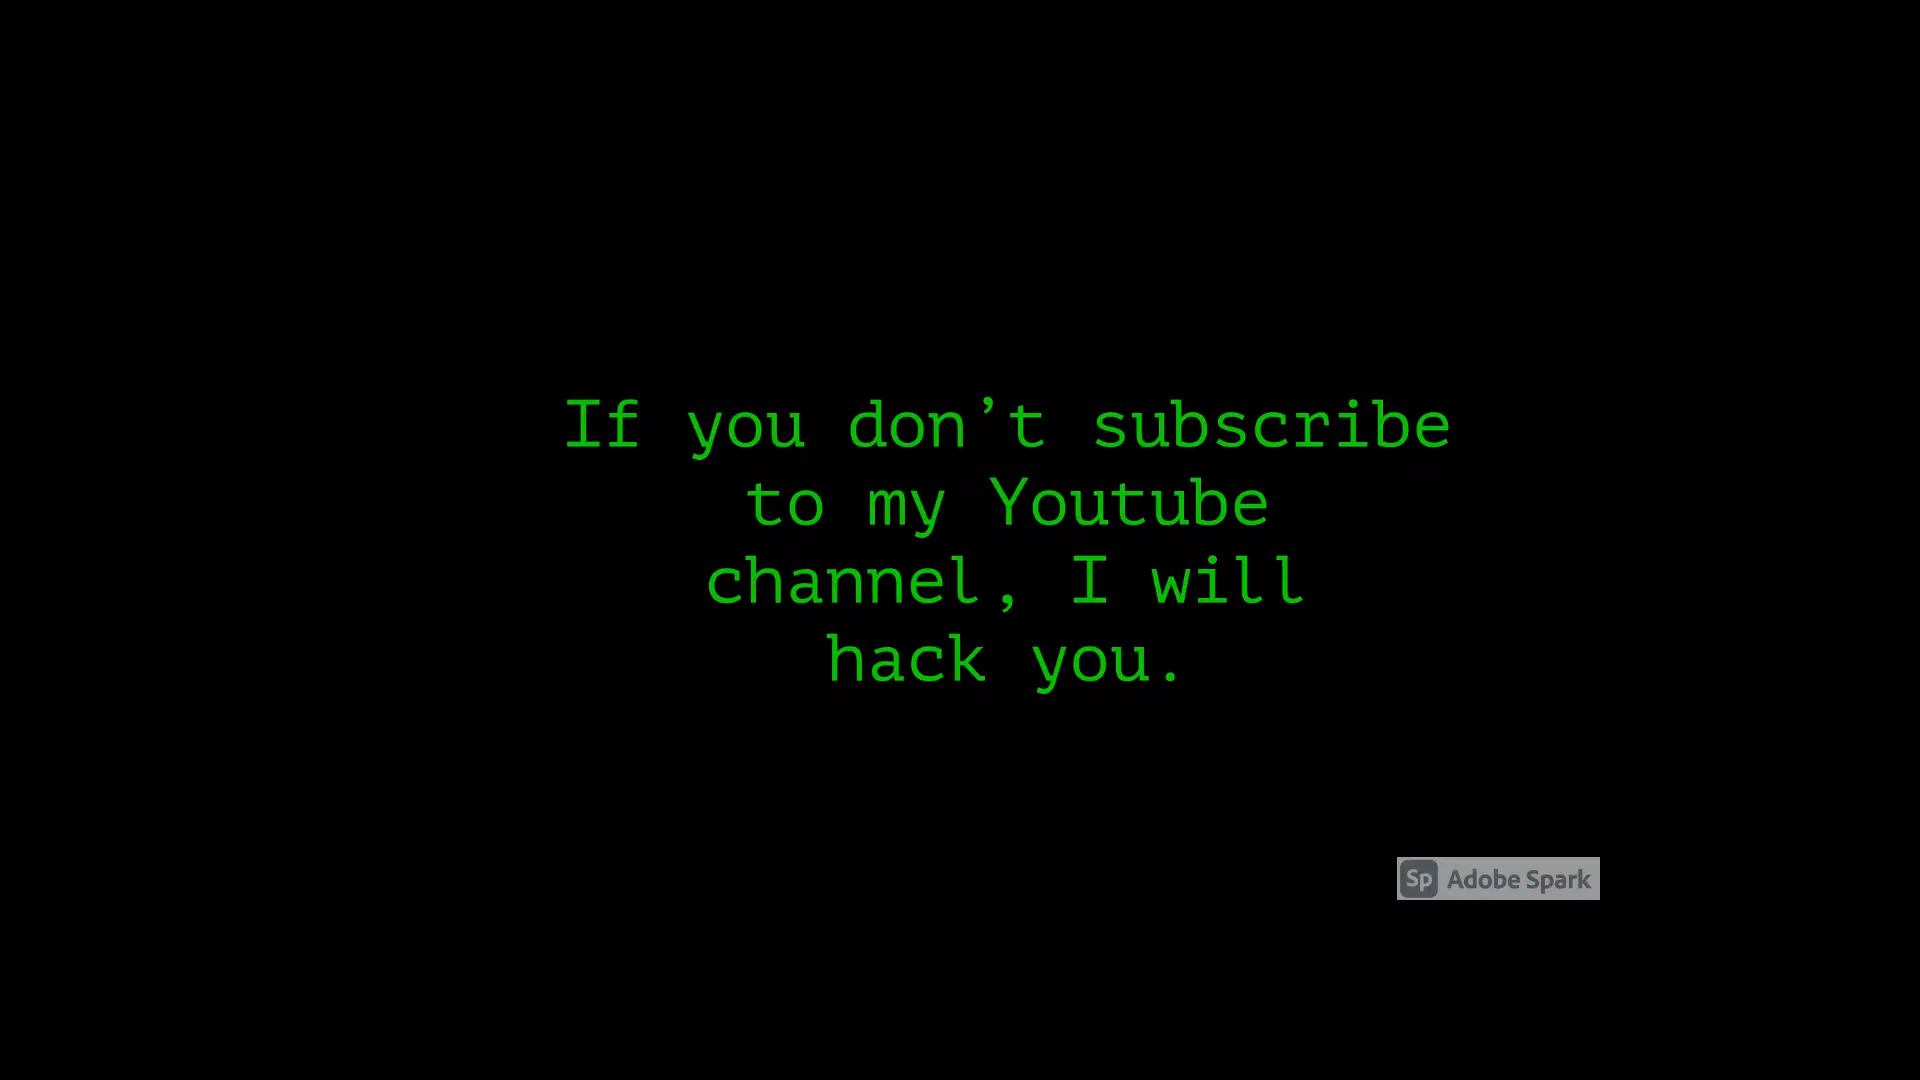 If you don’t subscribe
to my Youtube
channel, I will
hack you.
Sp Adobe Spark